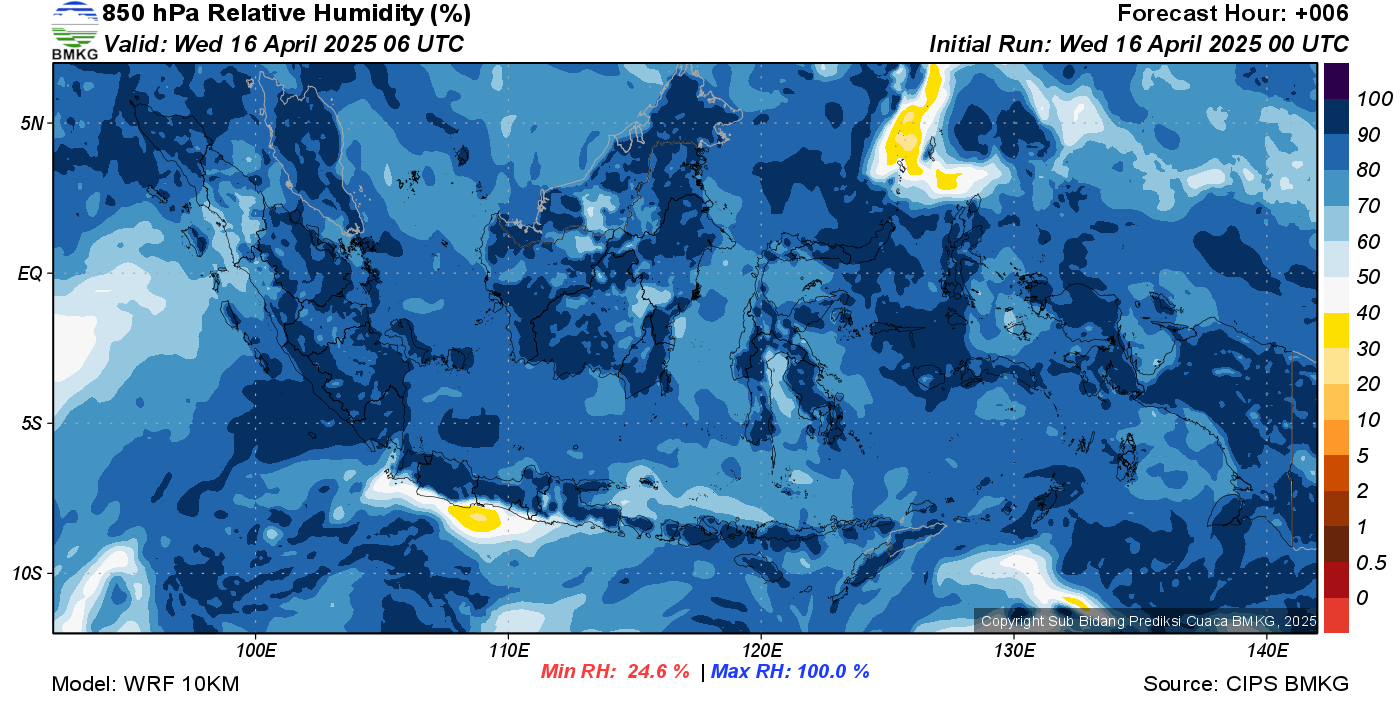 850 hPa Relative Humidity (%)
Forecast Hour: +006
BMKG
Valid: Wed 16 April 2025 06 UTC
Initial Run: Wed 16 April 2025 00 UTC
5N
EQ
5S
10S
100E
110E
120E
130E
140E
100
90
80
70
60
50
40
30
20
10
5
2
1
0.5
0
Copyright Sub Bidang Prediksi Cuaca BMKG, 2025
Min RH: 24.6 % | Max RH: 100.0 %
Model: WRF 10KM
Source: CIPS BMKG